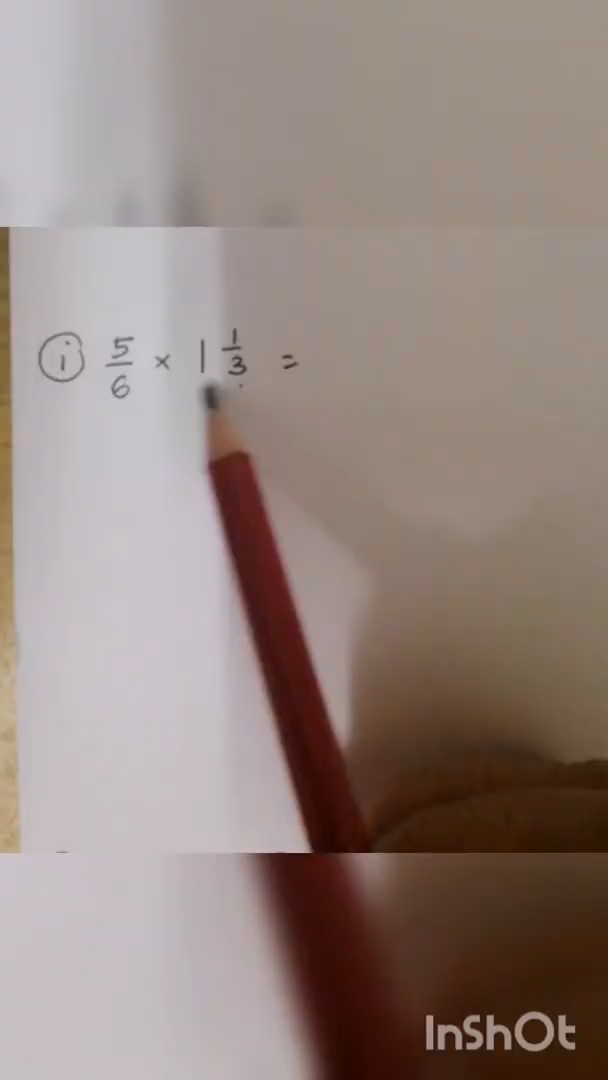 (i) 5/6 × 1 1/3 =
InShOt